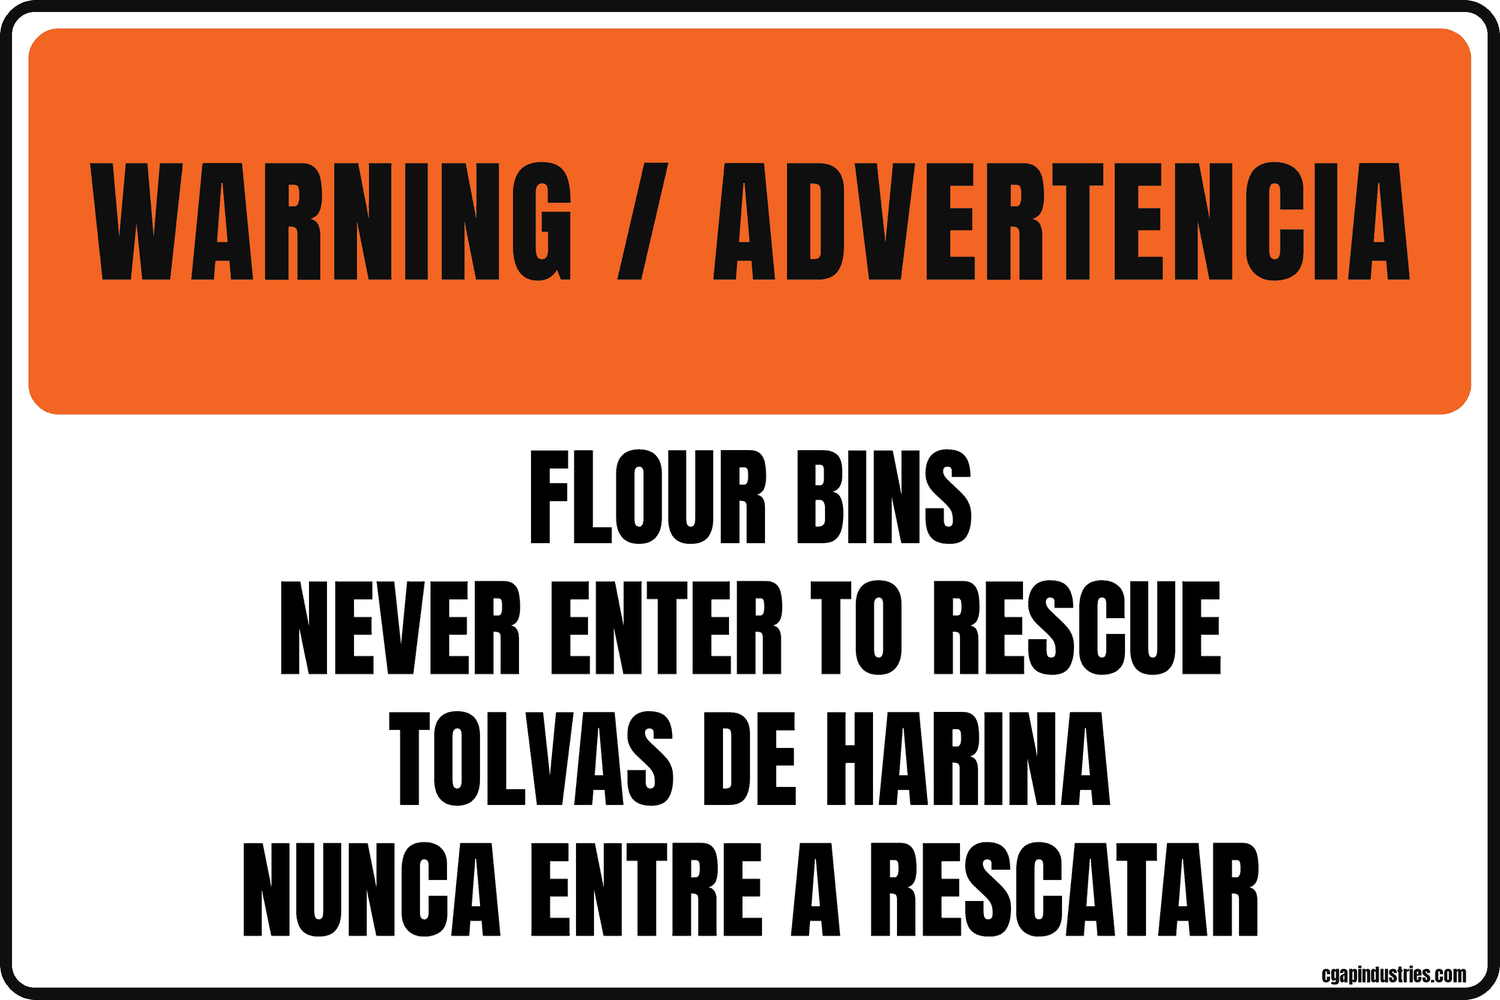 WARNING / ADVERTENCIA
FLOUR BINS
NEVER ENTER TO RESCUE
TOLVAS DE HARINA
NUNCA ENTRE A RESCATAR
cgapindustries.com